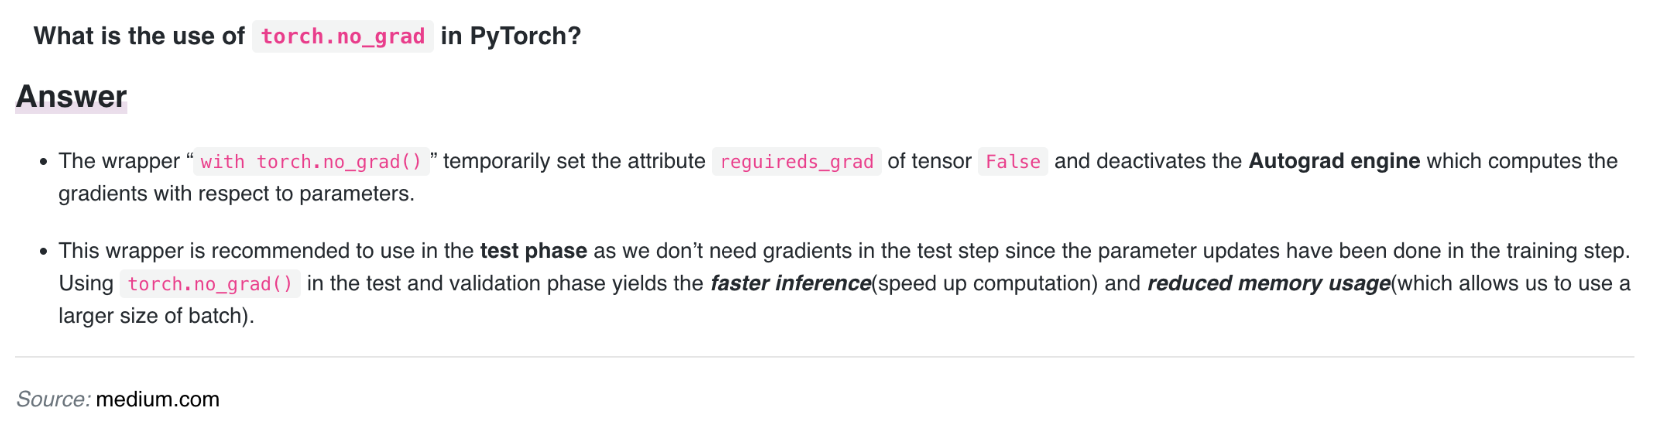 What is the use of torch.no_grad in PyTorch?
Answer
• The wrapper “with torch.no_grad()” temporarily set the attribute reguireds_grad of tensor False and deactivates the Autograd engine which computes the
gradients with respect to parameters.
• This wrapper is recommended to use in the test phase as we don’t need gradients in the test step since the parameter updates have been done in the training step.
Using torch.no_grad() in the test and validation phase yields the faster inference(speed up computation) and reduced memory usage(which allows us to use a
larger size of batch).
Source: medium.com